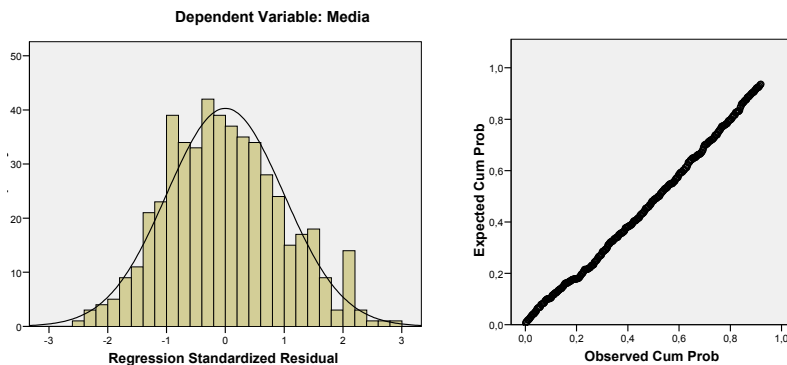 Dependent Variable: Media
50
40
30
20
10
0
-3 -2 -1 0 1 2 3
Regression Standardized Residual
Expected Cum Prob
1,0
0,8
0,6
0,4
0,2
0,0
0,0 0,2 0,4 0,6 0,8 1,0
Observed Cum Prob